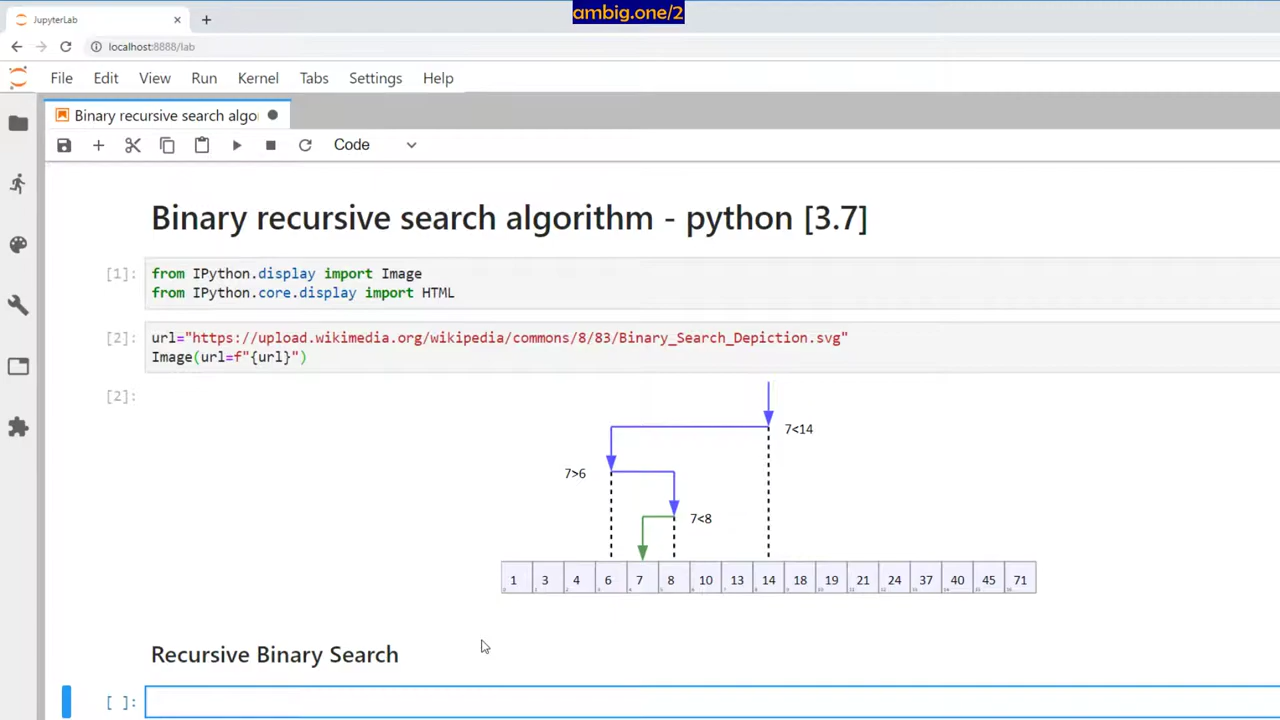 ambig.one/2
JupyterLab
localhost:8888/lab
File Edit View Run Kernel Tabs Settings Help
Binary recursive search algo
Code
Binary recursive search algorithm - python [3.7]
[1]: from IPython.display import Image
from IPython.core.display import HTML
[2]: url="https://upload.wikimedia.org/wikipedia/commons/8/83/Binary_Search_Depiction.svg"
Image(url=f"{url}")
[2]:
7<14
7>6
7<8
1 3 4 6 7 8 10 13 14 18 19 21 24 37 40 45 71
Recursive Binary Search
[ ]: